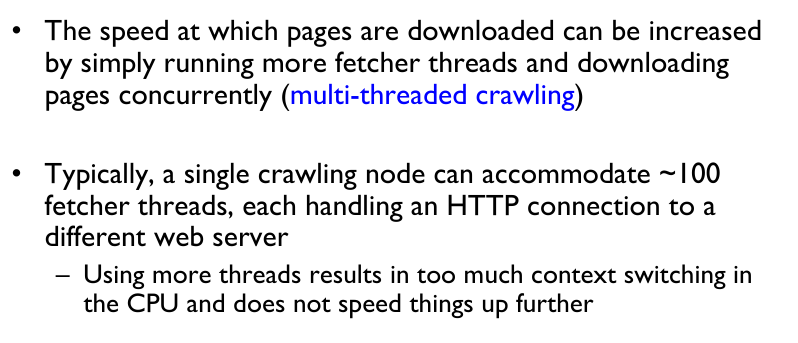 • The speed at which pages are downloaded can be increased
by simply running more fetcher threads and downloading
pages concurrently (multi-threaded crawling)
• Typically, a single crawling node can accommodate ~100
fetcher threads, each handling an HTTP connection to a
different web server
– Using more threads results in too much context switching in
the CPU and does not speed things up further